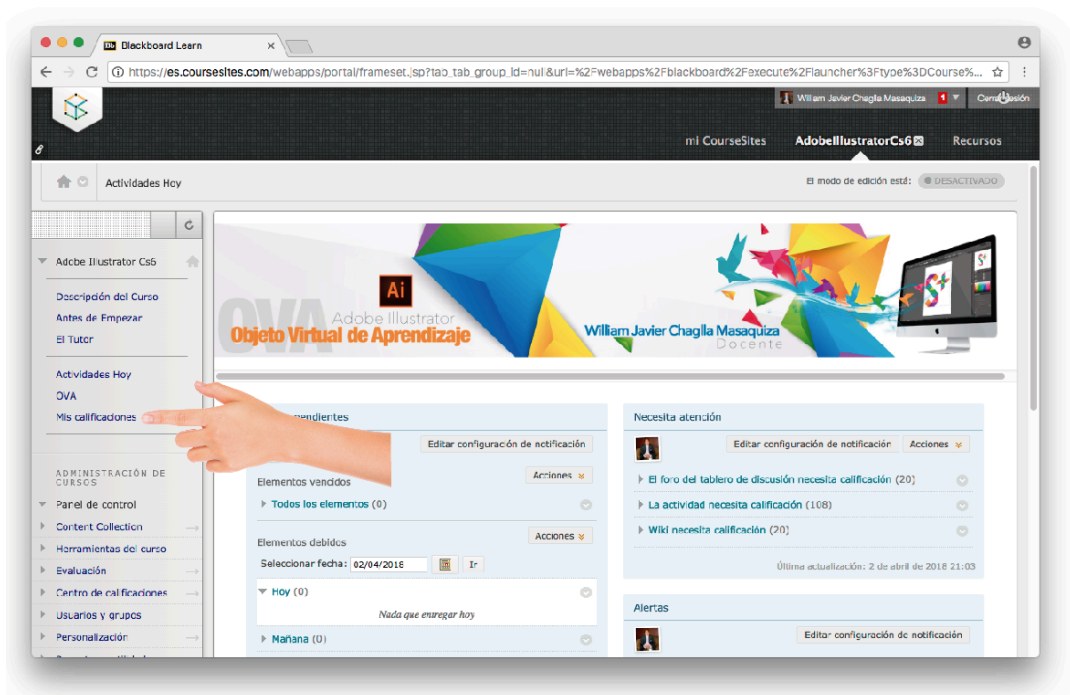 Blackboard Learn
https://es.coursesites.com/webapps/portal/frameset.jsp?tab_tab_group_id=null&url=%2Fwebapps%2Fblackboard%2Fexecute%2Flauncher%3Ftype%3DCourse%...
William Javier Chaglla Masaquiza 1
mi CourseSites AdobeIllustratorCs6 Recursos
Actividades Hoy
El modo de edición está: DESACTIVADO
Adobe Illustrator Cs6
Descripción del Curso
Antes de Empezar
El Tutor
Actividades Hoy
OVA
Mis calificaciones
ADMINISTRACIÓN DE
CURSOS
Panel de control
Content Collection
Herramientas del curso
Evaluación
Centro de calificaciones
Usuarios y grupos
Personalización
OVA
Ai
Adobe Illustrator
Objeto Virtual de Aprendizaje
William Javier Chaglla Masaquiza
Docente
Editar configuración de notificación
Acciones
Elementos vencidos
Todos los elementos (0)
Elementos debidos
Acciones
Seleccionar fecha: 02/04/2018 Ir
Hoy (0)
Nada que entregar hoy
Mañana (0)
Necesita atención
Editar configuración de notificación Acciones
El foro del tablero de discusión necesita calificación (20)
La actividad necesita calificación (108)
Wiki necesita calificación (20)
Última actualización: 2 de abril de 2018 21:03
Alertas
Editar configuración de notificación